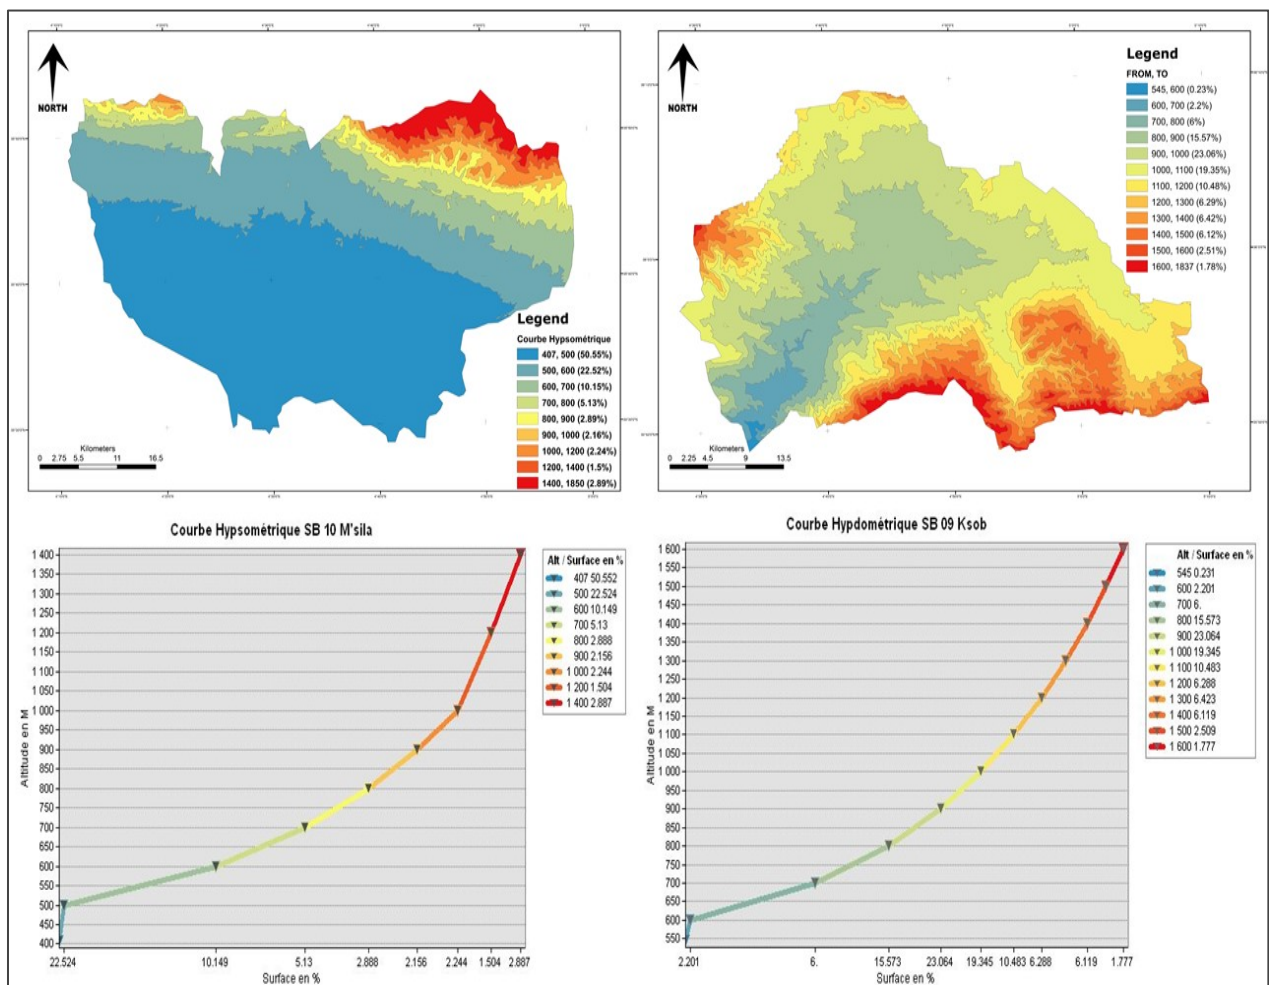 NORTH
Legend
Courbe Hypsométrique
407, 500 (50.55%)
500, 600 (22.52%)
600, 700 (10.15%)
700, 800 (5.13%)
800, 900 (2.89%)
900, 1000 (2.16%)
1000, 1200 (2.24%)
1200, 1400 (1.5%)
1400, 1850 (2.89%)
Kilometers
0 2.75 5.5 11 16.5
NORTH
Legend
FROM, TO
545, 600 (0.23%)
600, 700 (2.2%)
700, 800 (6%)
800, 900 (15.57%)
900, 1000 (23.06%)
1000, 1100 (19.35%)
1100, 1200 (10.48%)
1200, 1300 (6.29%)
1300, 1400 (6.42%)
1400, 1500 (6.12%)
1500, 1600 (2.51%)
1600, 1837 (1.78%)
Kilometers
0 2.25 4.5 9 13.5
Courbe Hypsométrique SB 10 M'sila
Altitude en M
1 400
1 350
1 300
1 250
1 200
1 150
1 100
1 050
1 000
950
900
850
800
750
700
650
600
550
500
450
400
22.524 10.149 5.13 2.888 2.156 2.244 1.504 2.887
Surface en %
Alt / Surface en %
407 50.552
500 22.524
600 10.149
700 5.13
800 2.888
900 2.156
1 000 2.244
1 200 1.504
1 400 2.887
Courbe Hypdométrique SB 09 Ksob
Altitude en M
1 600
1 550
1 500
1 450
1 400
1 350
1 300
1 250
1 200
1 150
1 100
1 050
1 000
950
900
850
800
750
700
650
600
550
2.201 6. 15.573 23.064 19.345 10.483 6.288 6.119 1.777
Surface en %
Alt / Surface en %
545 0.231
600 2.201
700 6.
800 15.573
900 23.064
1 000 19.345
1 100 10.483
1 200 6.288
1 300 6.423
1 400 6.119
1 500 2.509
1 600 1.777